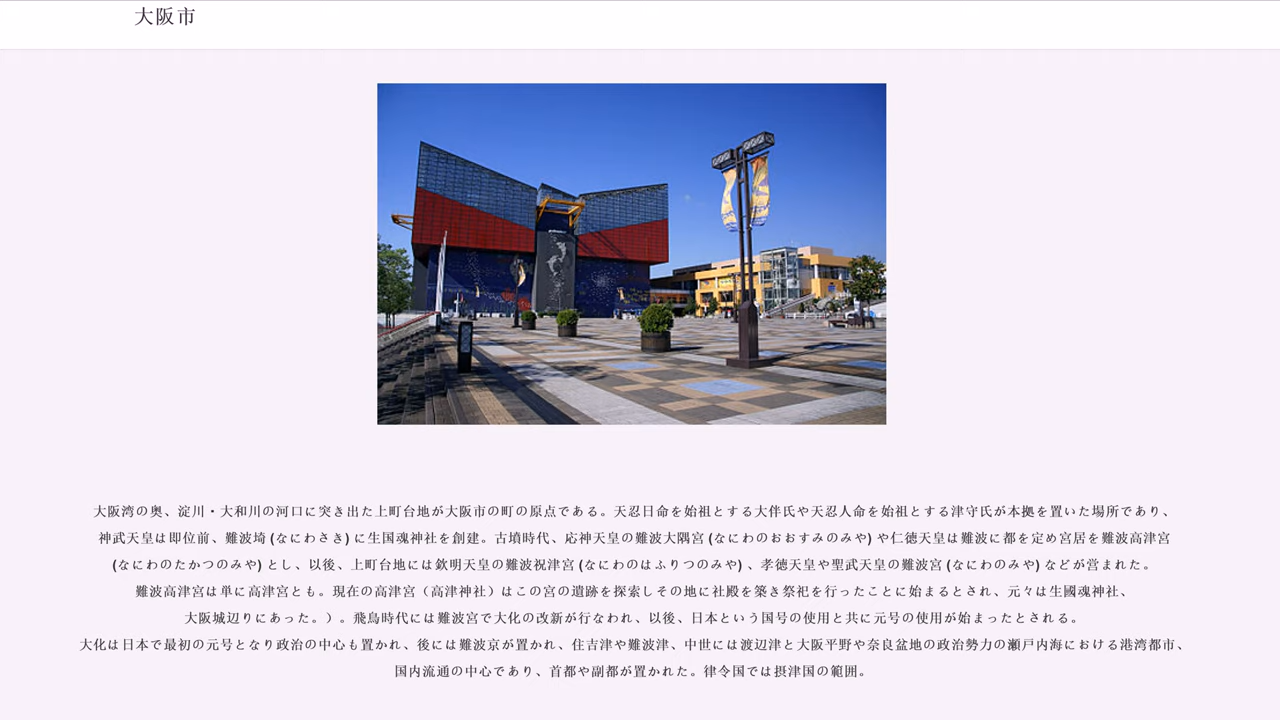 大阪市
大阪湾の奥、淀川・大和川の河口に突き出た上町台地が大阪市の町の原点である。天忍日命を始祖とする大伴氏や天忍人命を始祖とする津守氏が本拠を置いた場所であり、
神武天皇は即位前、難波埼 (なにわさき) に生国魂神社を創建。古墳時代、応神天皇の難波大隅宮 (なにわのおおすみのみや) や仁徳天皇は難波に都を定め宮居を難波高津宮
(なにわのたかつのみや) とし、以後、上町台地には欽明天皇の難波祝津宮 (なにわのはふりつのみや) 、孝徳天皇や聖武天皇の難波宮 (なにわのみや) などが営まれた。
難波高津宮は単に高津宮とも。現在の高津宮（高津神社）はこの宮の遺跡を探索しその地に社殿を築き祭祀を行ったことに始まるとされ、元々は生國魂神社、
大阪城辺りにあった。）。飛鳥時代には難波宮で大化の改新が行なわれ、以後、日本という国号の使用と共に元号の使用が始まったとされる。
大化は日本で最初の元号となり政治の中心も置かれ、後には難波京が置かれ、住吉津や難波津、中世には渡辺津と大阪平野や奈良盆地の政治勢力の瀬戸内海における港湾都市、
国内流通の中心であり、首都や副都が置かれた。律令国では摂津国の範囲。